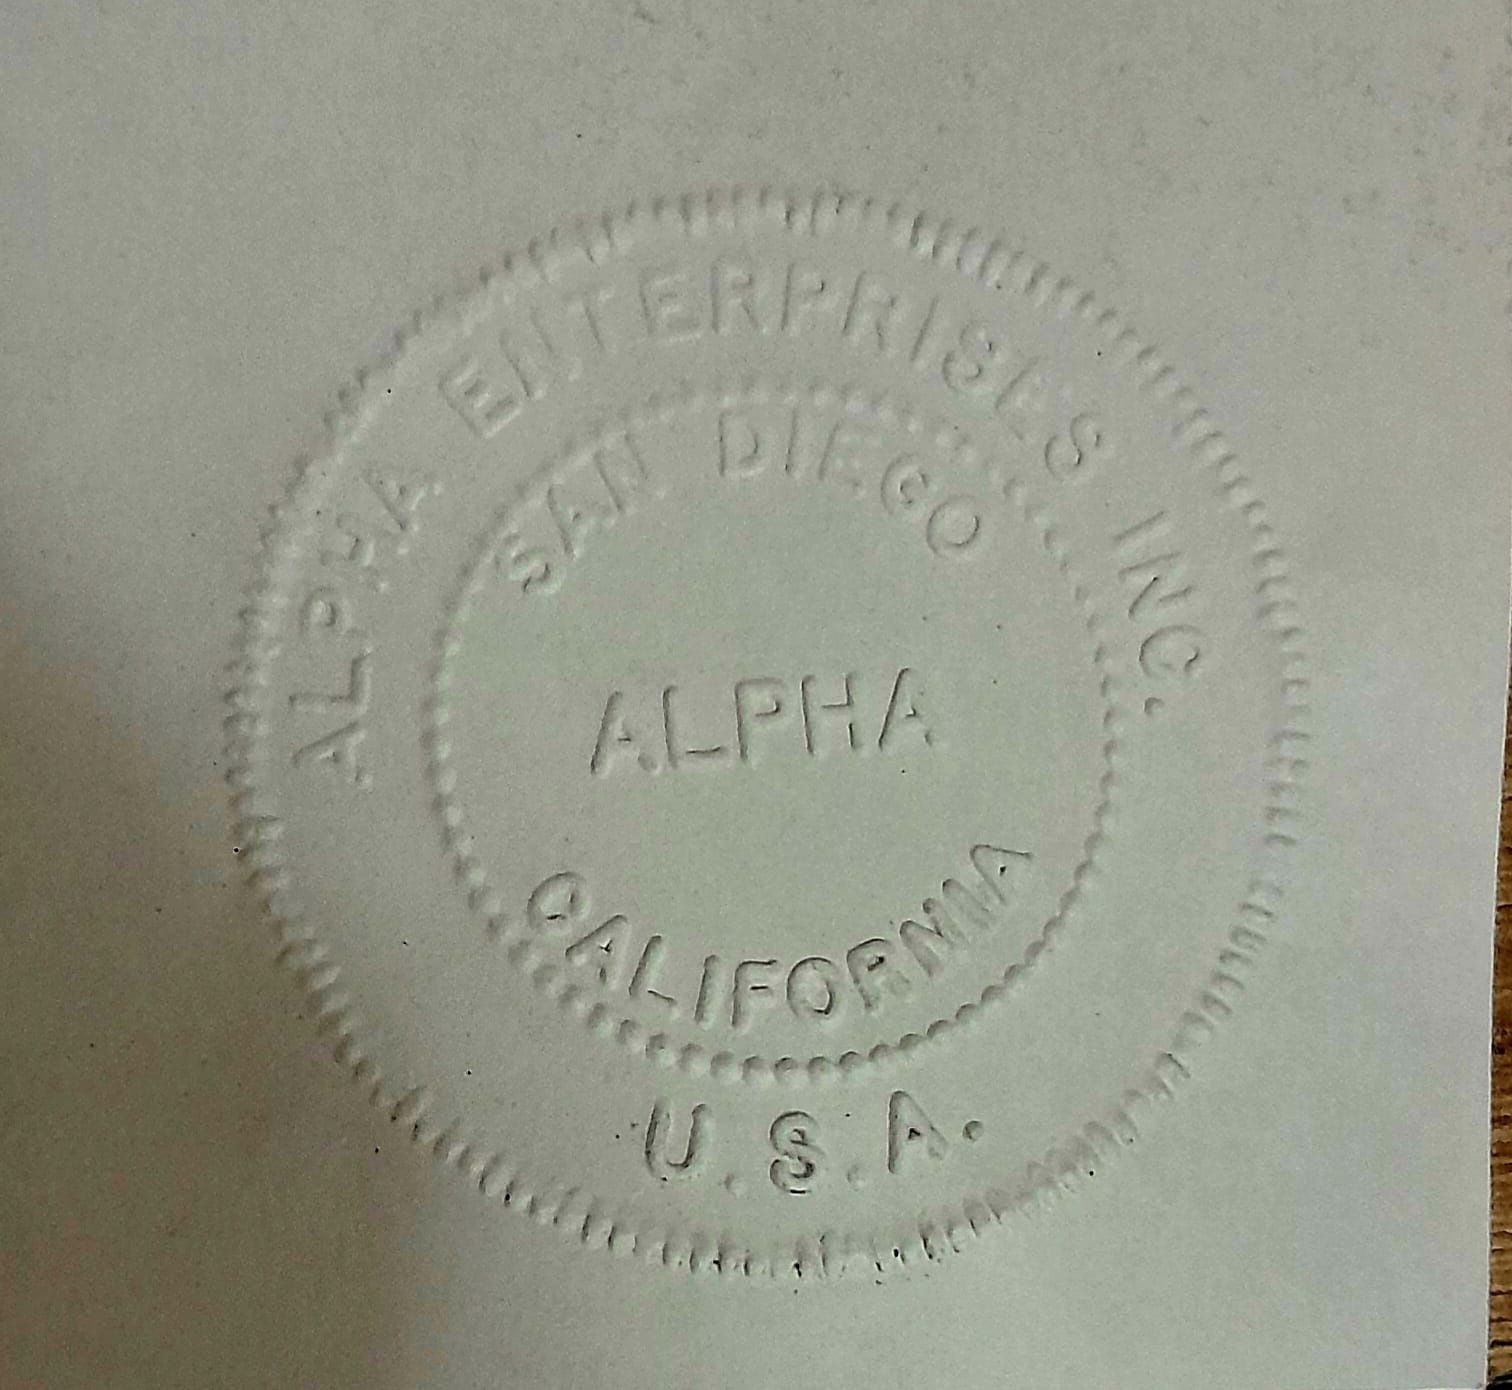 ALPHA ENTERPRISES INC.
SAN DIEGO
ALPHA
CALIFORNIA
U.S.A.